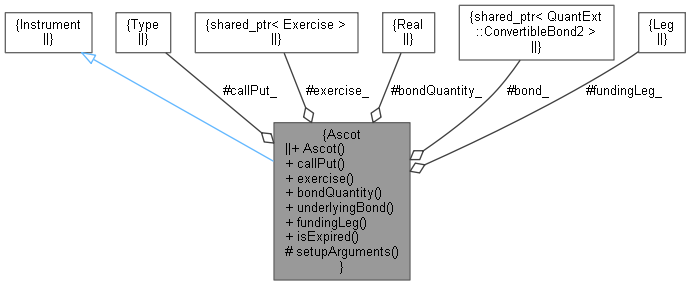 {Instrument
||}
{Type
||}
{shared_ptr< Exercise >
||}
{Real
||}
{shared_ptr< QuantExt
::ConvertibleBond2 >
||}
{Leg
||}
#callPut_
#exercise_
#bondQuantity_
#bond_
#fundingLeg_
{Ascot
||+ Ascot()
+ callPut()
+ exercise()
+ bondQuantity()
+ underlyingBond()
+ fundingLeg()
+ isExpired()
# setupArguments()
}